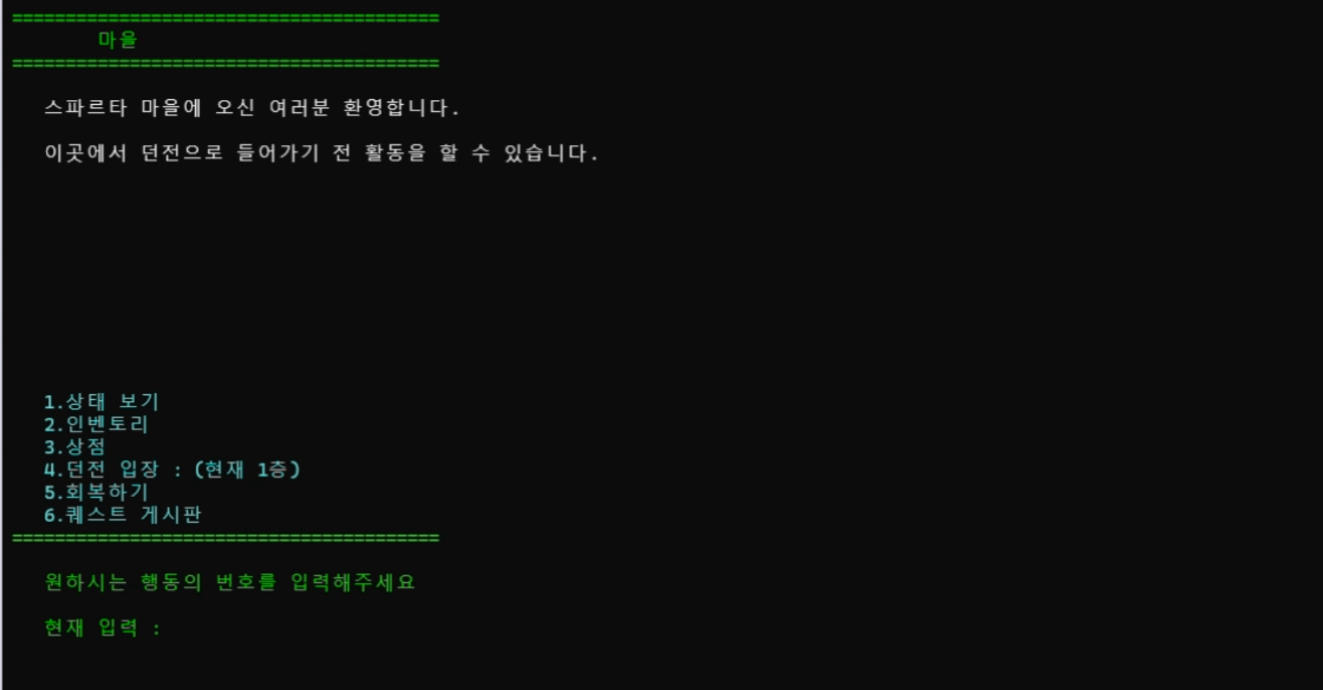 ========================================
마을
========================================
스파르타 마을에 오신 여러분 환영합니다.
이곳에서 던전으로 들어가기 전 활동을 할 수 있습니다.
1.상태 보기
2.인벤토리
3.상점
4.던전 입장 : (현재 1층)
5.회복하기
6.퀘스트 게시판
========================================
원하시는 행동의 번호를 입력해주세요
현재 입력 :